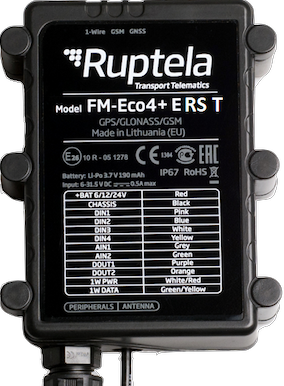 1-Wire GSM GNSS
Ruptela
Transport Telematics
Model FM-Eco4+ E RS T
GPS/GLONASS/GSM
Made in Lithuania (EU)
E26 10 R - 05 1278 CE 1304 EAC
IP67 RoHS
Battery: Li-Po 3.7 V 190 mAh
Input: 6-31.5 V DC 0.5A max
+BAT 6/12/24V Red
CHASSIS Black
DIN1 Pink
DIN2 Blue
DIN3 White
DIN4 Yellow
AIN1 Grey
AIN2 Green
DOUT1 Purple
DOUT2 Orange
1W PWR White/Red
1W DATA Green/Yellow
PERIPHERALS ANTENNA